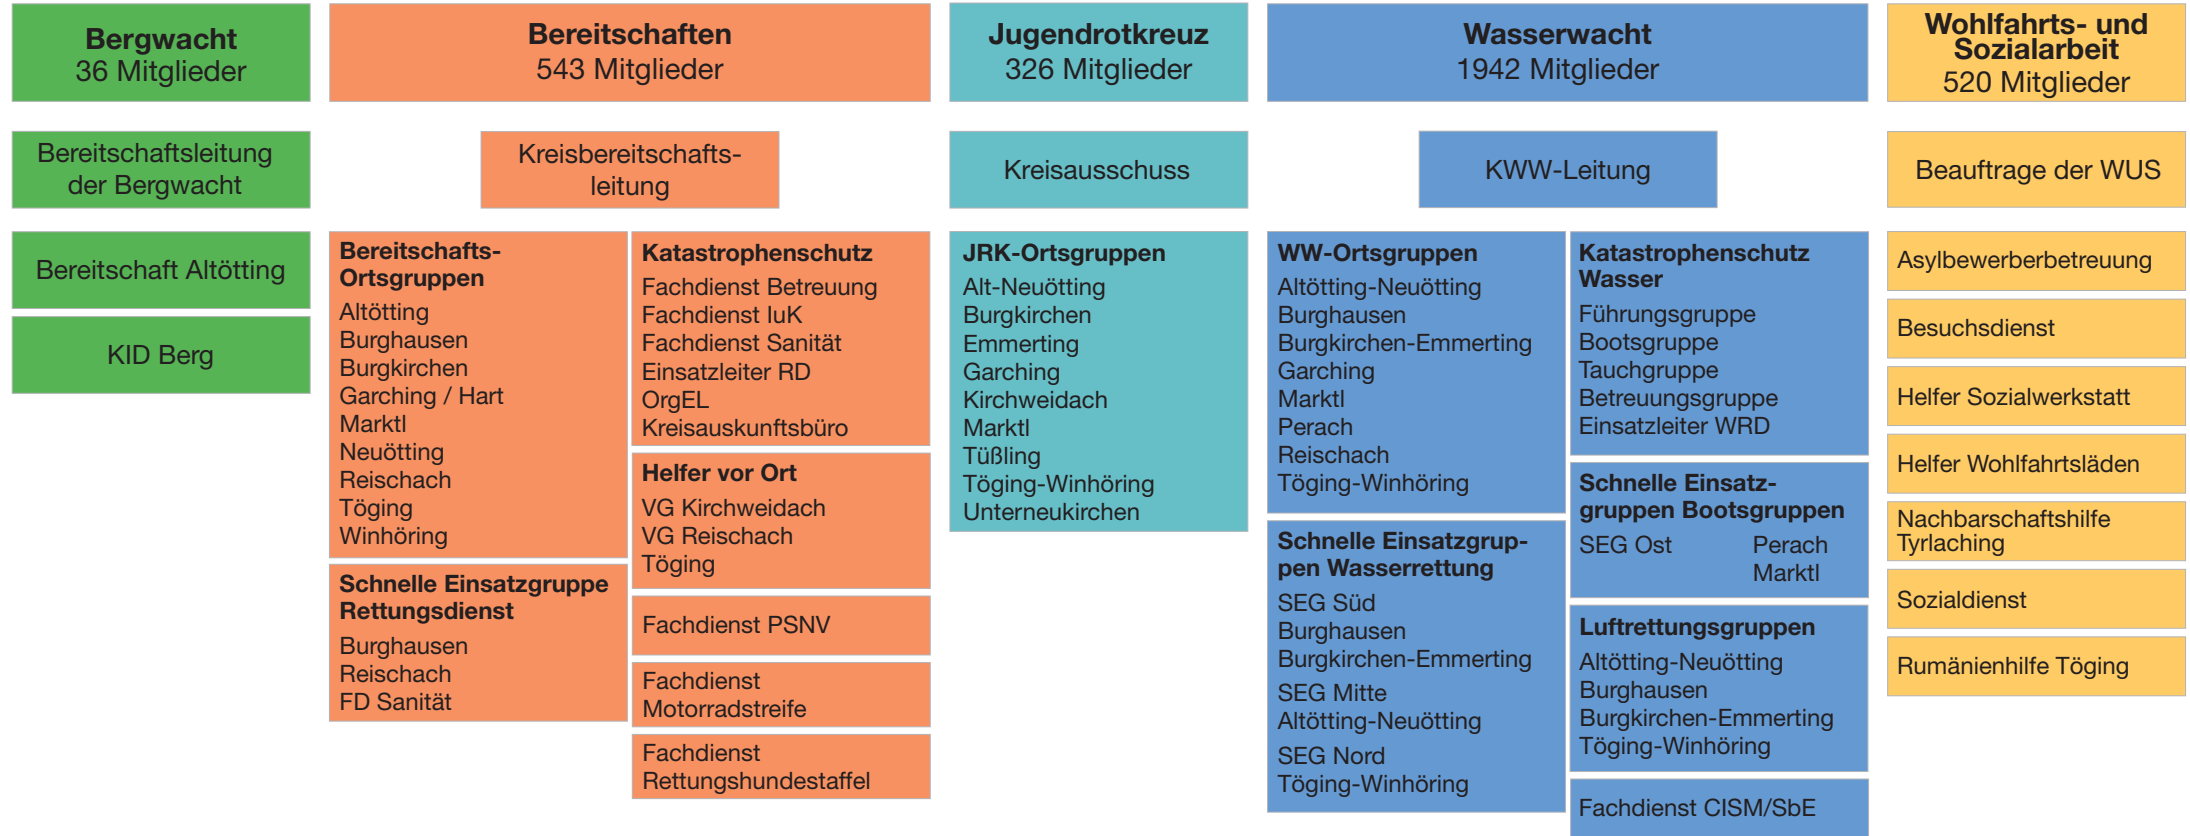 Bergwacht
36 Mitglieder
Bereitschaftsleitung
der Bergwacht
Bereitschaft Altötting
KID Berg
Bereitschaften
543 Mitglieder
Kreisbereitschafts-
leitung
Bereitschafts-
Ortsgruppen
Altötting
Burghausen
Burgkirchen
Garching / Hart
Marktl
Neuötting
Reischach
Töging
Winhöring
Schnelle Einsatzgruppe
Rettungsdienst
Burghausen
Reischach
FD Sanität
Katastrophenschutz
Fachdienst Betreuung
Fachdienst IuK
Fachdienst Sanität
Einsatzleiter RD
OrgEL
Kreisauskunftsbüro
Helfer vor Ort
VG Kirchweidach
VG Reischach
Töging
Fachdienst PSNV
Fachdienst
Motorradstreife
Fachdienst
Rettungshundestaffel
Jugendrotkreuz
326 Mitglieder
Kreisausschuss
JRK-Ortsgruppen
Alt-Neuötting
Burgkirchen
Emmerting
Garching
Kirchweidach
Marktl
Tüßling
Töging-Winhöring
Unterneukirchen
Wasserwacht
1942 Mitglieder
KWW-Leitung
WW-Ortsgruppen
Altötting-Neuötting
Burghausen
Burgkirchen-Emmerting
Garching
Marktl
Perach
Reischach
Töging-Winhöring
Schnelle Einsatzgrup-
pen Wasserrettung
SEG Süd
Burghausen
Burgkirchen-Emmerting
SEG Mitte
Altötting-Neuötting
SEG Nord
Töging-Winhöring
Katastrophenschutz
Wasser
Führungsgruppe
Bootsgruppe
Tauchgruppe
Betreuungsgruppe
Einsatzleiter WRD
Schnelle Einsatz-
gruppen Bootsgruppen
SEG Ost Perach
Marktl
Luftrettungsgruppen
Altötting-Neuötting
Burghausen
Burgkirchen-Emmerting
Töging-Winhöring
Fachdienst CISM/SbE
Wohlfahrts- und
Sozialarbeit
520 Mitglieder
Beauftrage der WUS
Asylbewerberbetreuung
Besuchsdienst
Helfer Sozialwerkstatt
Helfer Wohlfahrtsläden
Nachbarschaftshilfe
Tyrlaching
Sozialdienst
Rumänienhilfe Töging